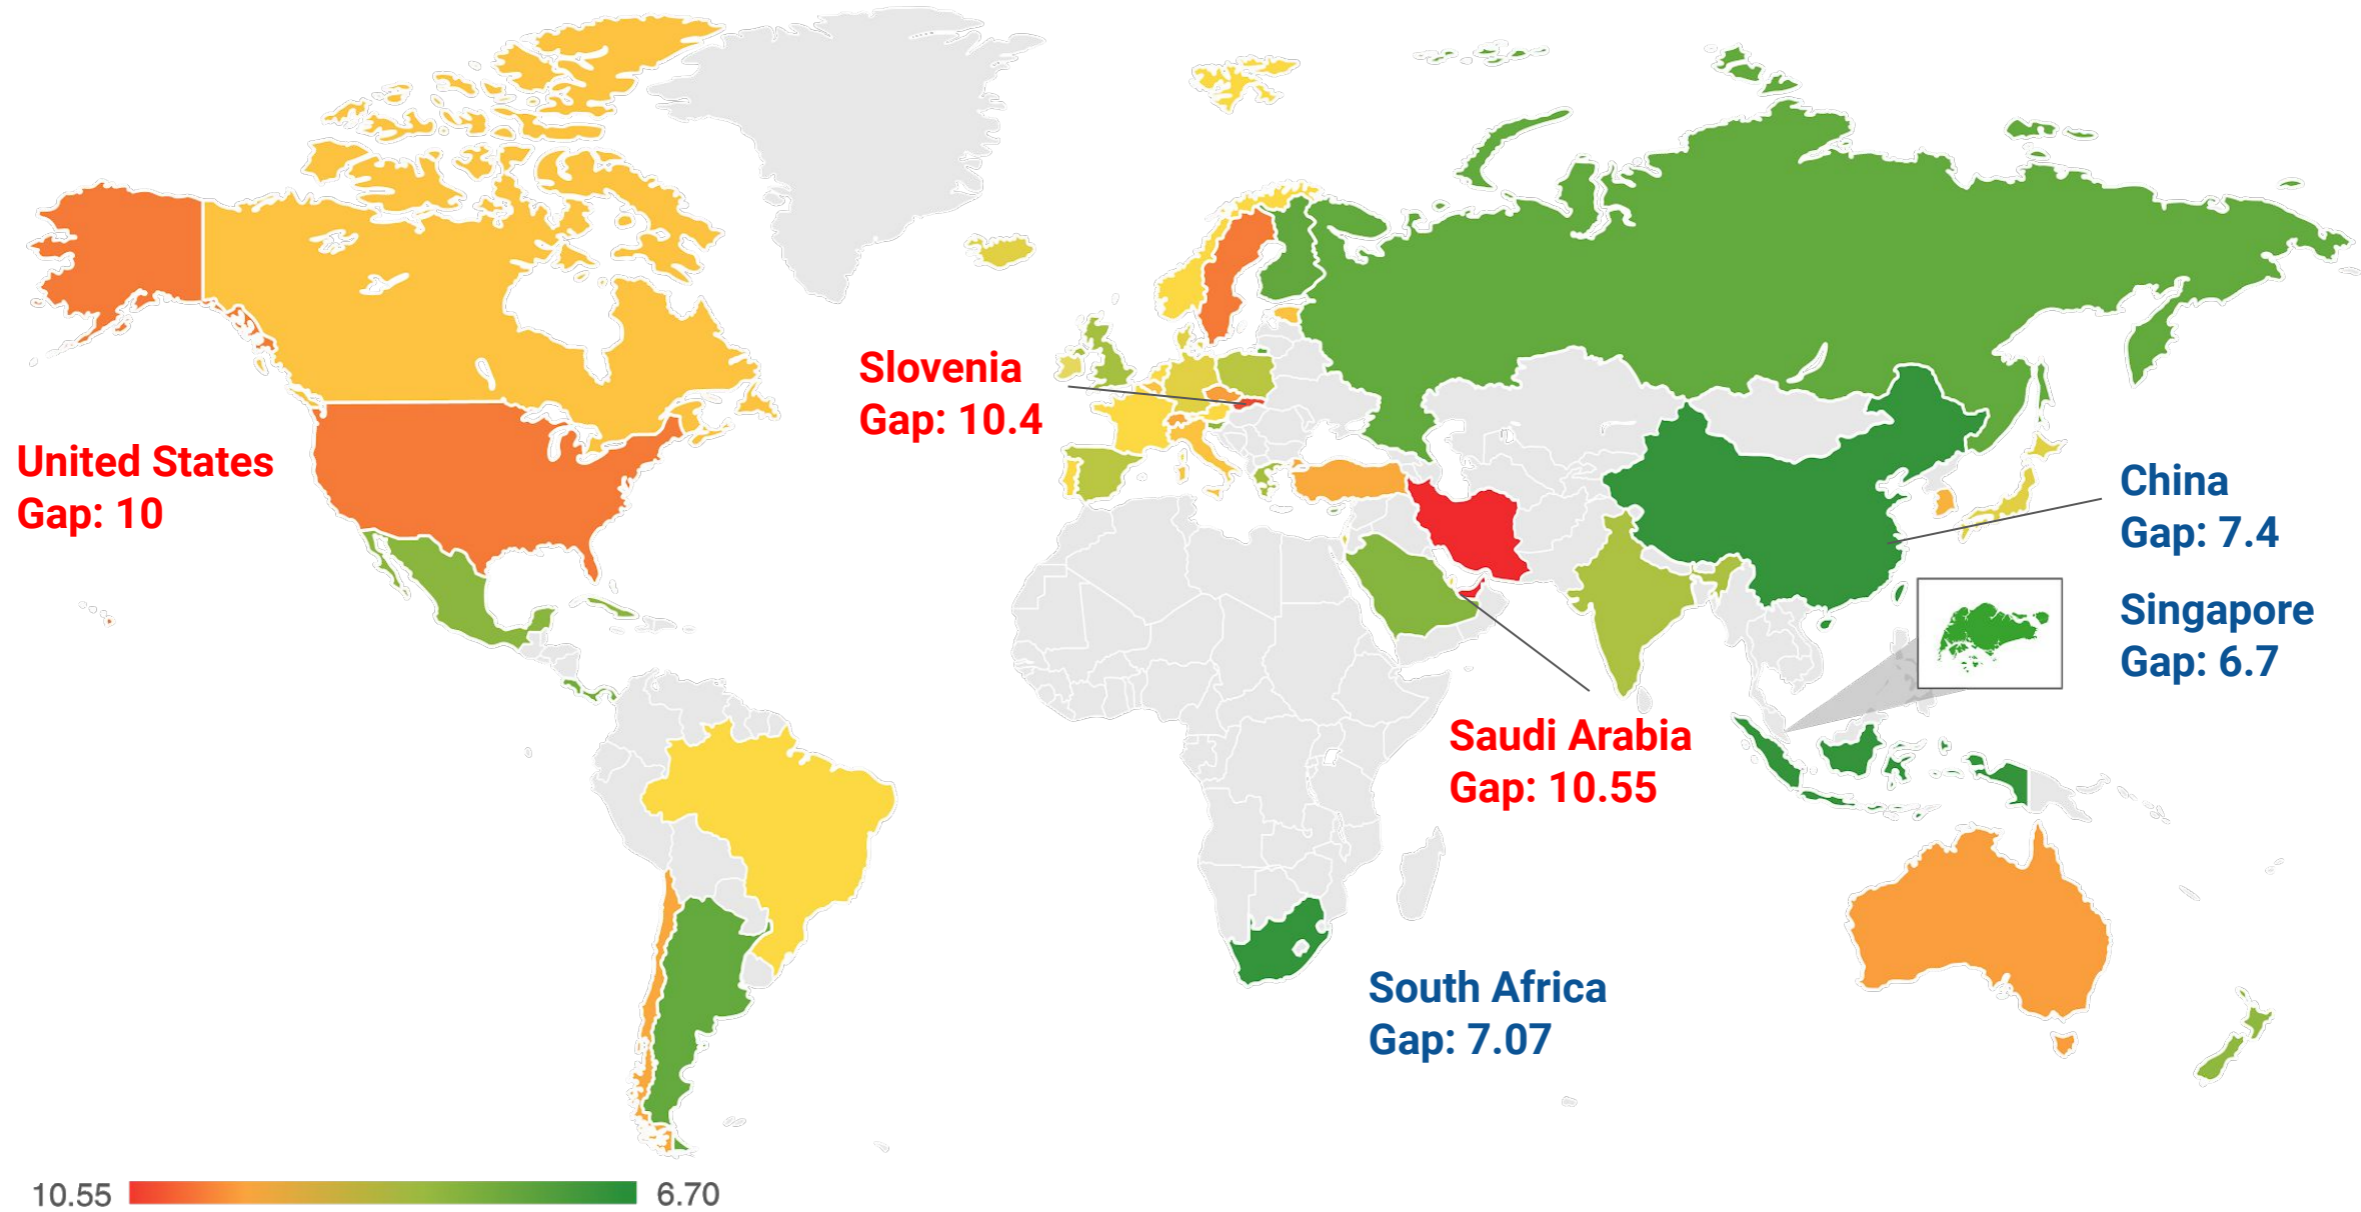 United States
Gap: 10
Slovenia
Gap: 10.4
China
Gap: 7.4
Singapore
Gap: 6.7
Saudi Arabia
Gap: 10.55
South Africa
Gap: 7.07
10.55
6.70